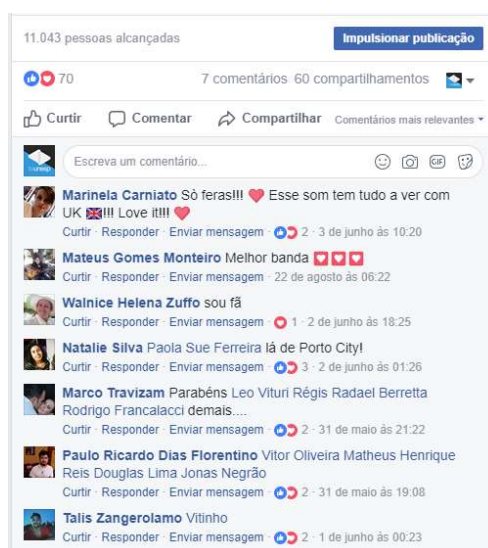 11.043 pessoas alcançadas
Impulsionar publicação
70
7 comentários 60 compartilhamentos
Curtir Comentar Compartilhar Comentários mais relevantes
Escreva um comentário...
GIF
Marinela Carniato Só feras!!! ❤ Esse som tem tudo a ver com
UK 🇬🇧!!! Love it!!! ❤
Curtir · Responder · Enviar mensagem · 2 · 3 de junho às 10:20
Mateus Gomes Monteiro Melhor banda 💟💟💟
Curtir · Responder · Enviar mensagem · 22 de agosto às 06:22
Walnice Helena Zuffo sou fã
Curtir · Responder · Enviar mensagem · 1 · 2 de junho às 18:25
Natalie Silva Paola Sue Ferreira lá de Porto City!
Curtir · Responder · Enviar mensagem · 3 · 2 de junho às 01:26
Marco Travizam Parabéns Leo Vituri Régis Radael Berretta
Rodrigo Francalacci demais....
Curtir · Responder · Enviar mensagem · 2 · 31 de maio às 21:22
Paulo Ricardo Dias Florentino Vitor Oliveira Matheus Henrique
Reis Douglas Lima Jonas Negrão
Curtir · Responder · Enviar mensagem · 2 · 31 de maio às 19:08
Talis Zangerolamo Vitinho
Curtir · Responder · Enviar mensagem · 2 · 1 de junho às 00:23